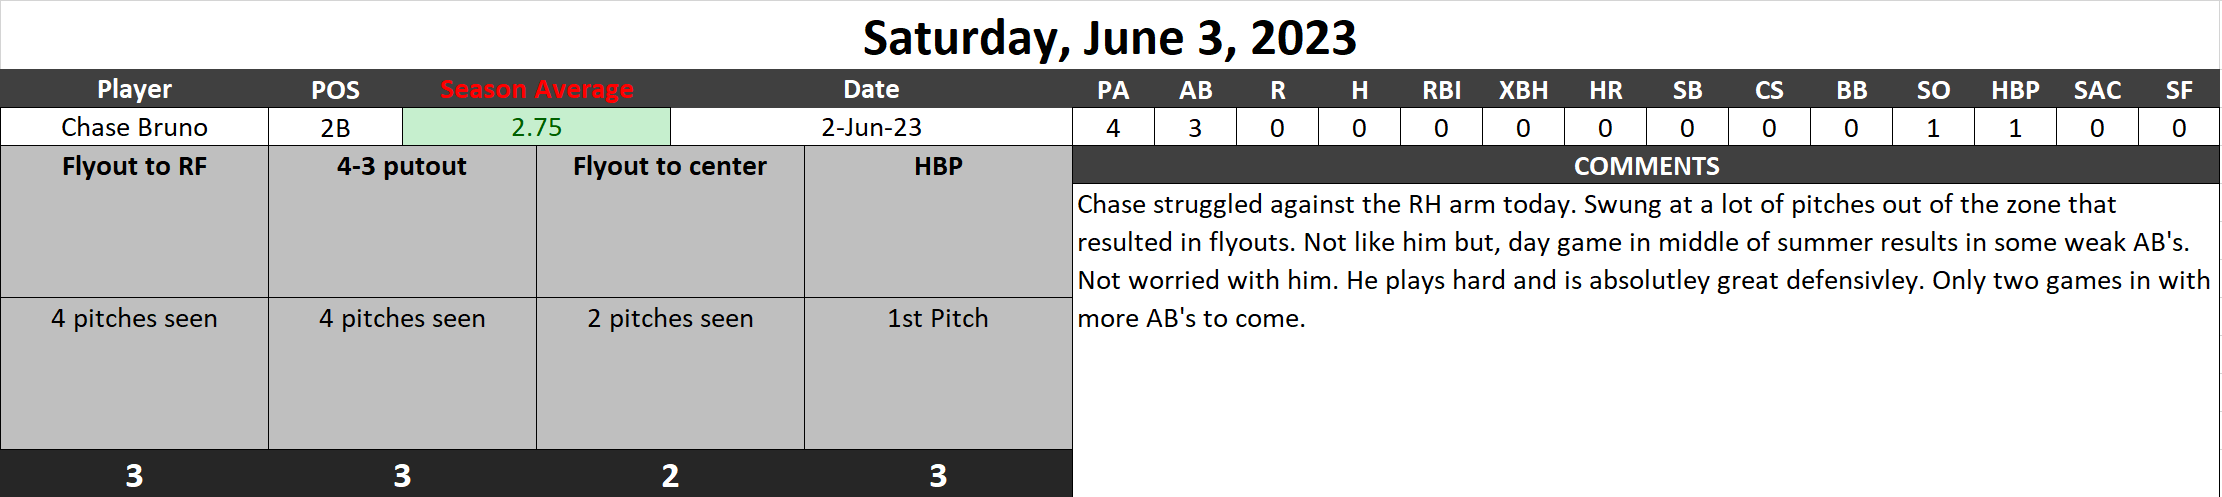 Saturday, June 3, 2023
Player POS Season Average Date PA AB R H RBI XBH HR SB CS BB SO HBP SAC SF
Chase Bruno 2B 2.75 2-Jun-23 4 3 0 0 0 0 0 0 0 0 1 1 0 0
Flyout to RF 4-3 putout Flyout to center HBP
4 pitches seen 4 pitches seen 2 pitches seen 1st Pitch
3 3 2 3
COMMENTS
Chase struggled against the RH arm today. Swung at a lot of pitches out of the zone that
resulted in flyouts. Not like him but, day game in middle of summer results in some weak AB's.
Not worried with him. He plays hard and is absolutley great defensivley. Only two games in with
more AB's to come.